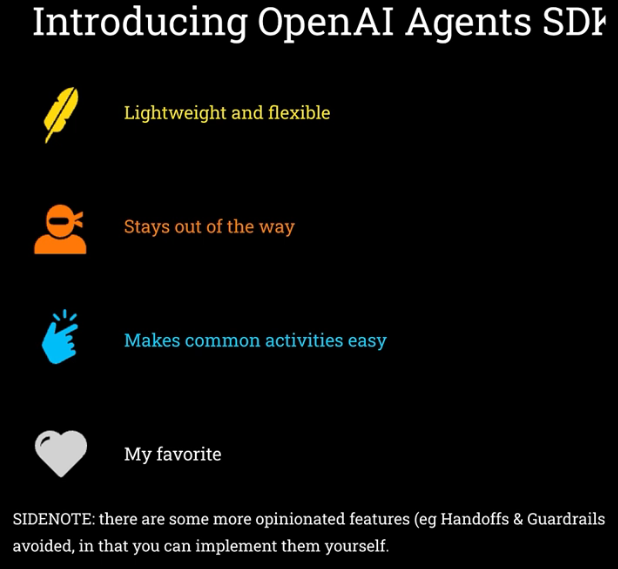 Introducing OpenAI Agents SDK
Lightweight and flexible
Stays out of the way
Makes common activities easy
My favorite
SIDENOTE: there are some more opinionated features (eg Handoffs & Guardrails
avoided, in that you can implement them yourself.